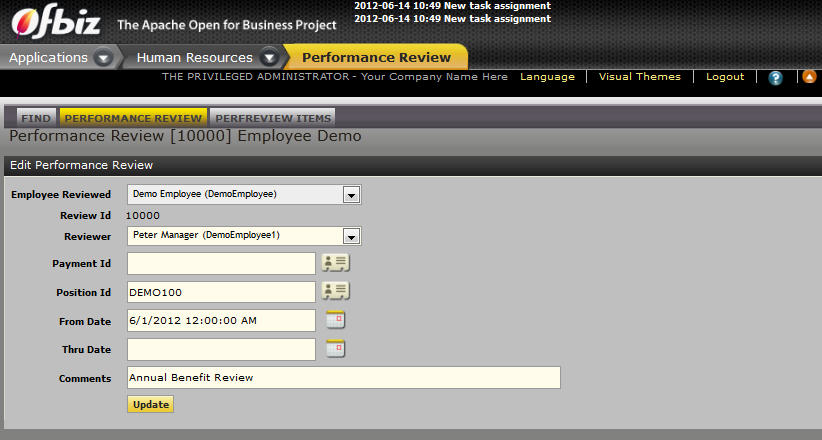 2012-06-14 10:49 New task assignment
2012-06-14 10:49 New task assignment
Ofbiz The Apache Open for Business Project
Applications Human Resources Performance Review
THE PRIVILEGED ADMINISTRATOR - Your Company Name Here Language Visual Themes Logout ?
FIND PERFORMANCE REVIEW PERFREVIEW ITEMS
Performance Review [10000] Employee Demo
Edit Performance Review
Employee Reviewed Demo Employee (DemoEmployee)
Review Id 10000
Reviewer Peter Manager (DemoEmployee1)
Payment Id
Position Id DEMO100
From Date 6/1/2012 12:00:00 AM
Thru Date
Comments Annual Benefit Review
Update